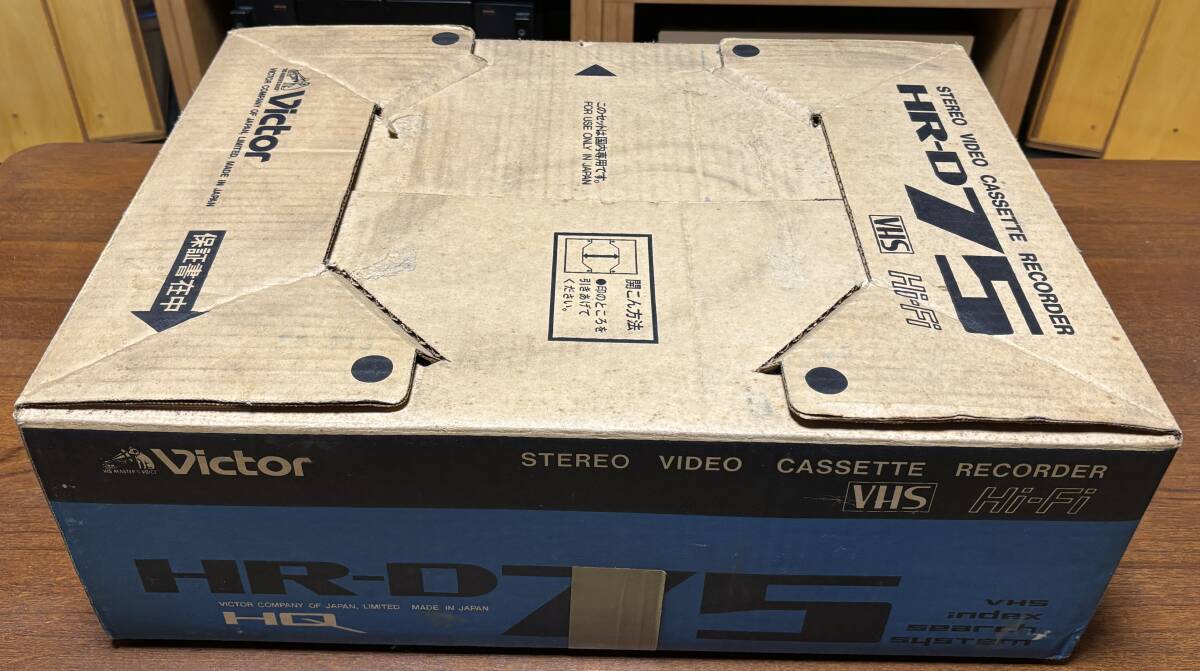 Victor
VICTOR COMPANY OF JAPAN, LIMITED MADE IN JAPAN
保証書在中
このセットは国内専用です。
FOR USE ONLY IN JAPAN
開こん方法
●印のところを
引きあげて
ください。
STEREO VIDEO CASSETTE RECORDER
HR-D75
VHS Hi-Fi
HIS MASTER'S VOICE
Victor
STEREO VIDEO CASSETTE RECORDER
VHS Hi-Fi
HR-D75
VICTOR COMPANY OF JAPAN, LIMITED MADE IN JAPAN
HQ
VHS
index
search
system